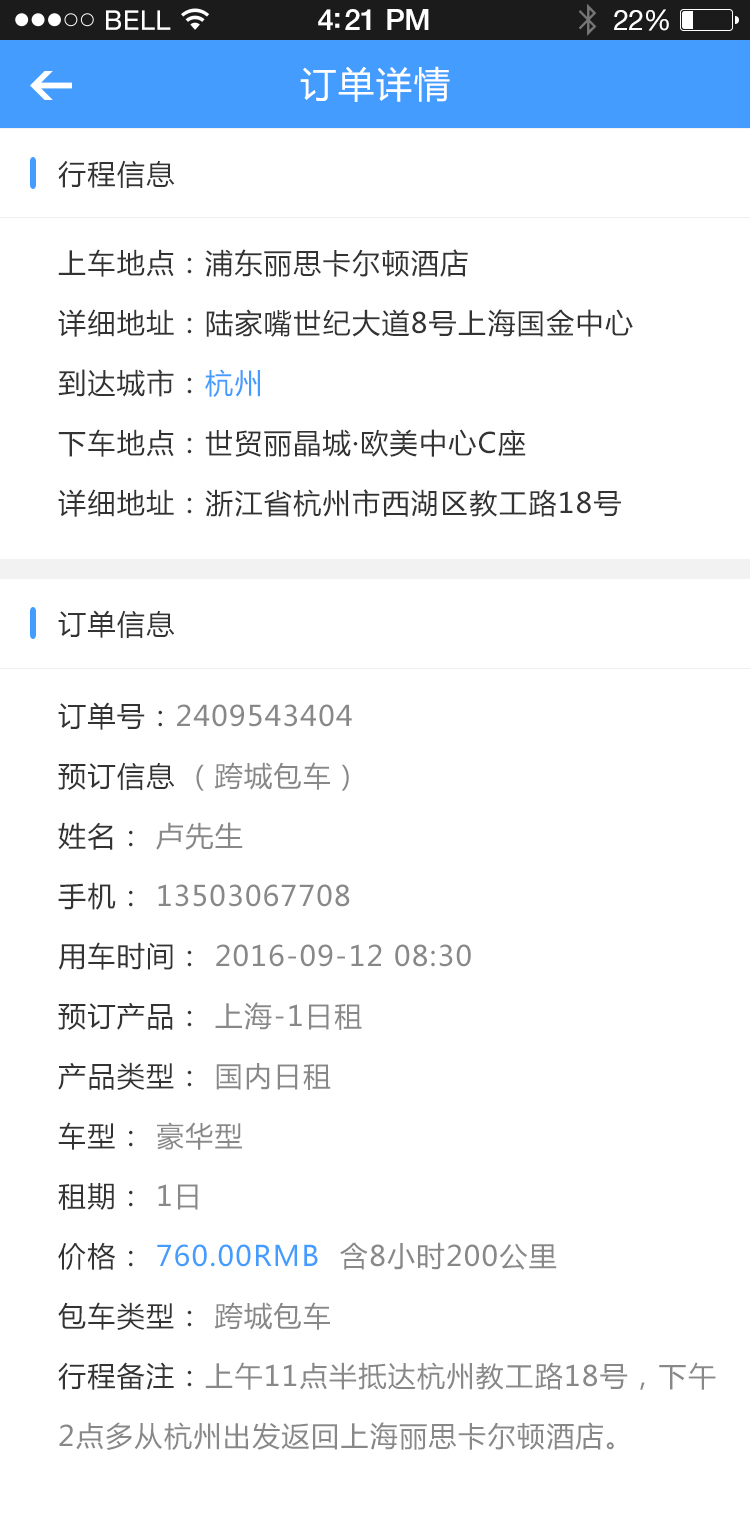 BELL 4:21 PM 22%
订单详情
行程信息
上车地点：浦东丽思卡尔顿酒店
详细地址：陆家嘴世纪大道8号上海国金中心
到达城市：杭州
下车地点：世贸丽晶城·欧美中心C座
详细地址：浙江省杭州市西湖区教工路18号
订单信息
订单号：2409543404
预订信息（跨城包车）
姓名： 卢先生
手机： 13503067708
用车时间： 2016-09-12 08:30
预订产品： 上海-1日租
产品类型： 国内日租
车型： 豪华型
租期： 1日
价格： 760.00RMB 含8小时200公里
包车类型： 跨城包车
行程备注：上午11点半抵达杭州教工路18号，下午
2点多从杭州出发返回上海丽思卡尔顿酒店。